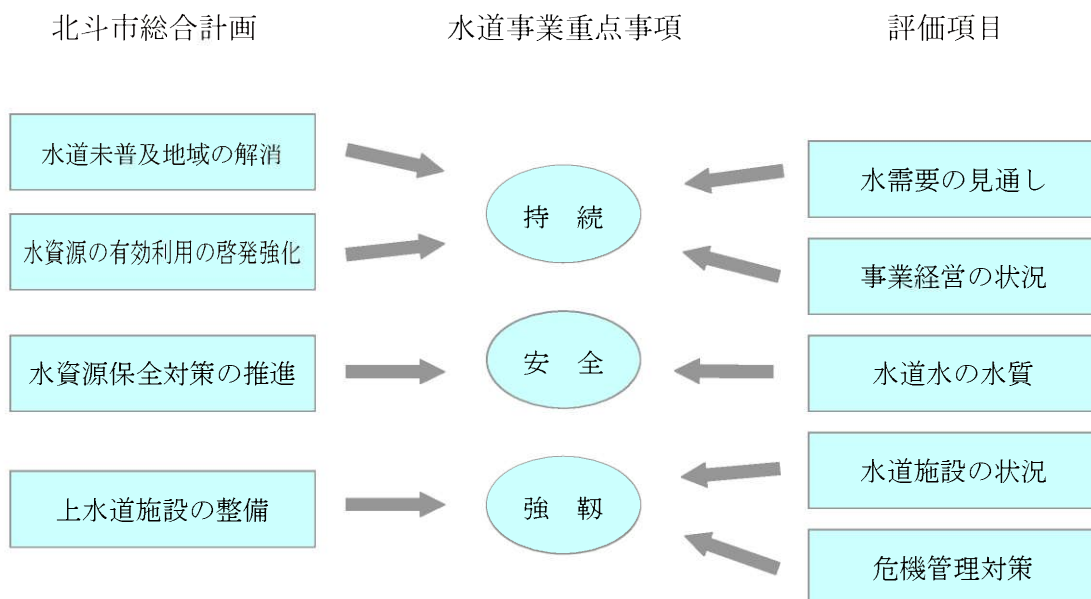 北斗市総合計画
水道事業重点事項
評価項目
水道未普及地域の解消
水資源の有効利用の啓発強化
水資源保全対策の推進
上水道施設の整備
持　続
安　全
強　靱
水需要の見通し
事業経営の状況
水道水の水質
水道施設の状況
危機管理対策